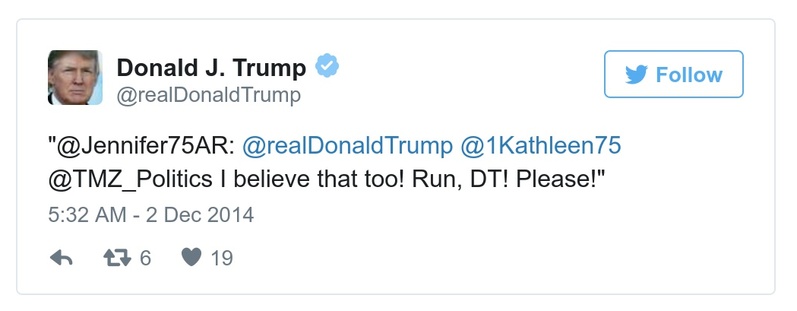 Donald J. Trump
@realDonaldTrump
Follow
"@Jennifer75AR: @realDonaldTrump @1Kathleen75
@TMZ_Politics I believe that too! Run, DT! Please!"
5:32 AM - 2 Dec 2014
6 19